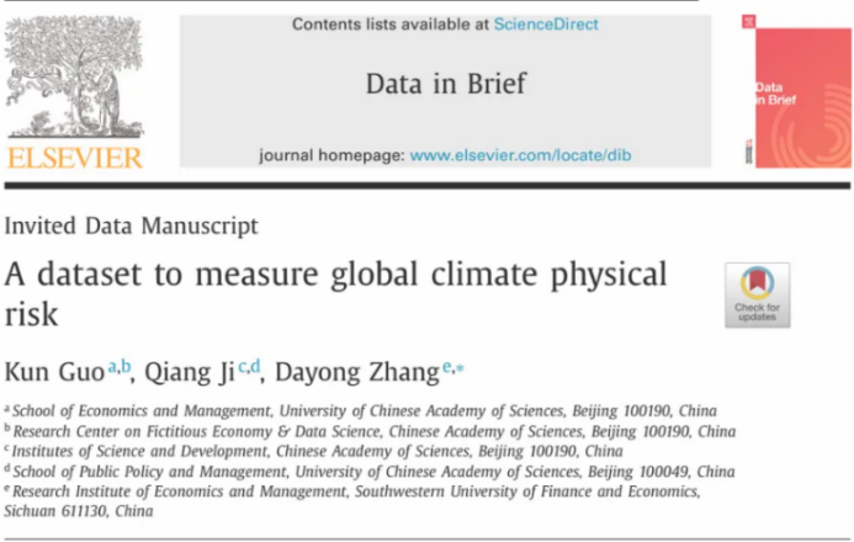 Contents lists available at ScienceDirect
Data in Brief
journal homepage: www.elsevier.com/locate/dib
ELSEVIER
Data
in Brief
Invited Data Manuscript
A dataset to measure global climate physical
risk
Check for
updates
Kun Guo a,b, Qiang Ji c,d, Dayong Zhang e,*
a School of Economics and Management, University of Chinese Academy of Sciences, Beijing 100190, China
b Research Center on Fictitious Economy & Data Science, Chinese Academy of Sciences, Beijing 100190, China
c Institutes of Science and Development, Chinese Academy of Sciences, Beijing 100190, China
d School of Public Policy and Management, University of Chinese Academy of Sciences, Beijing 100049, China
e Research Institute of Economics and Management, Southwestern University of Finance and Economics,
Sichuan 611130, China